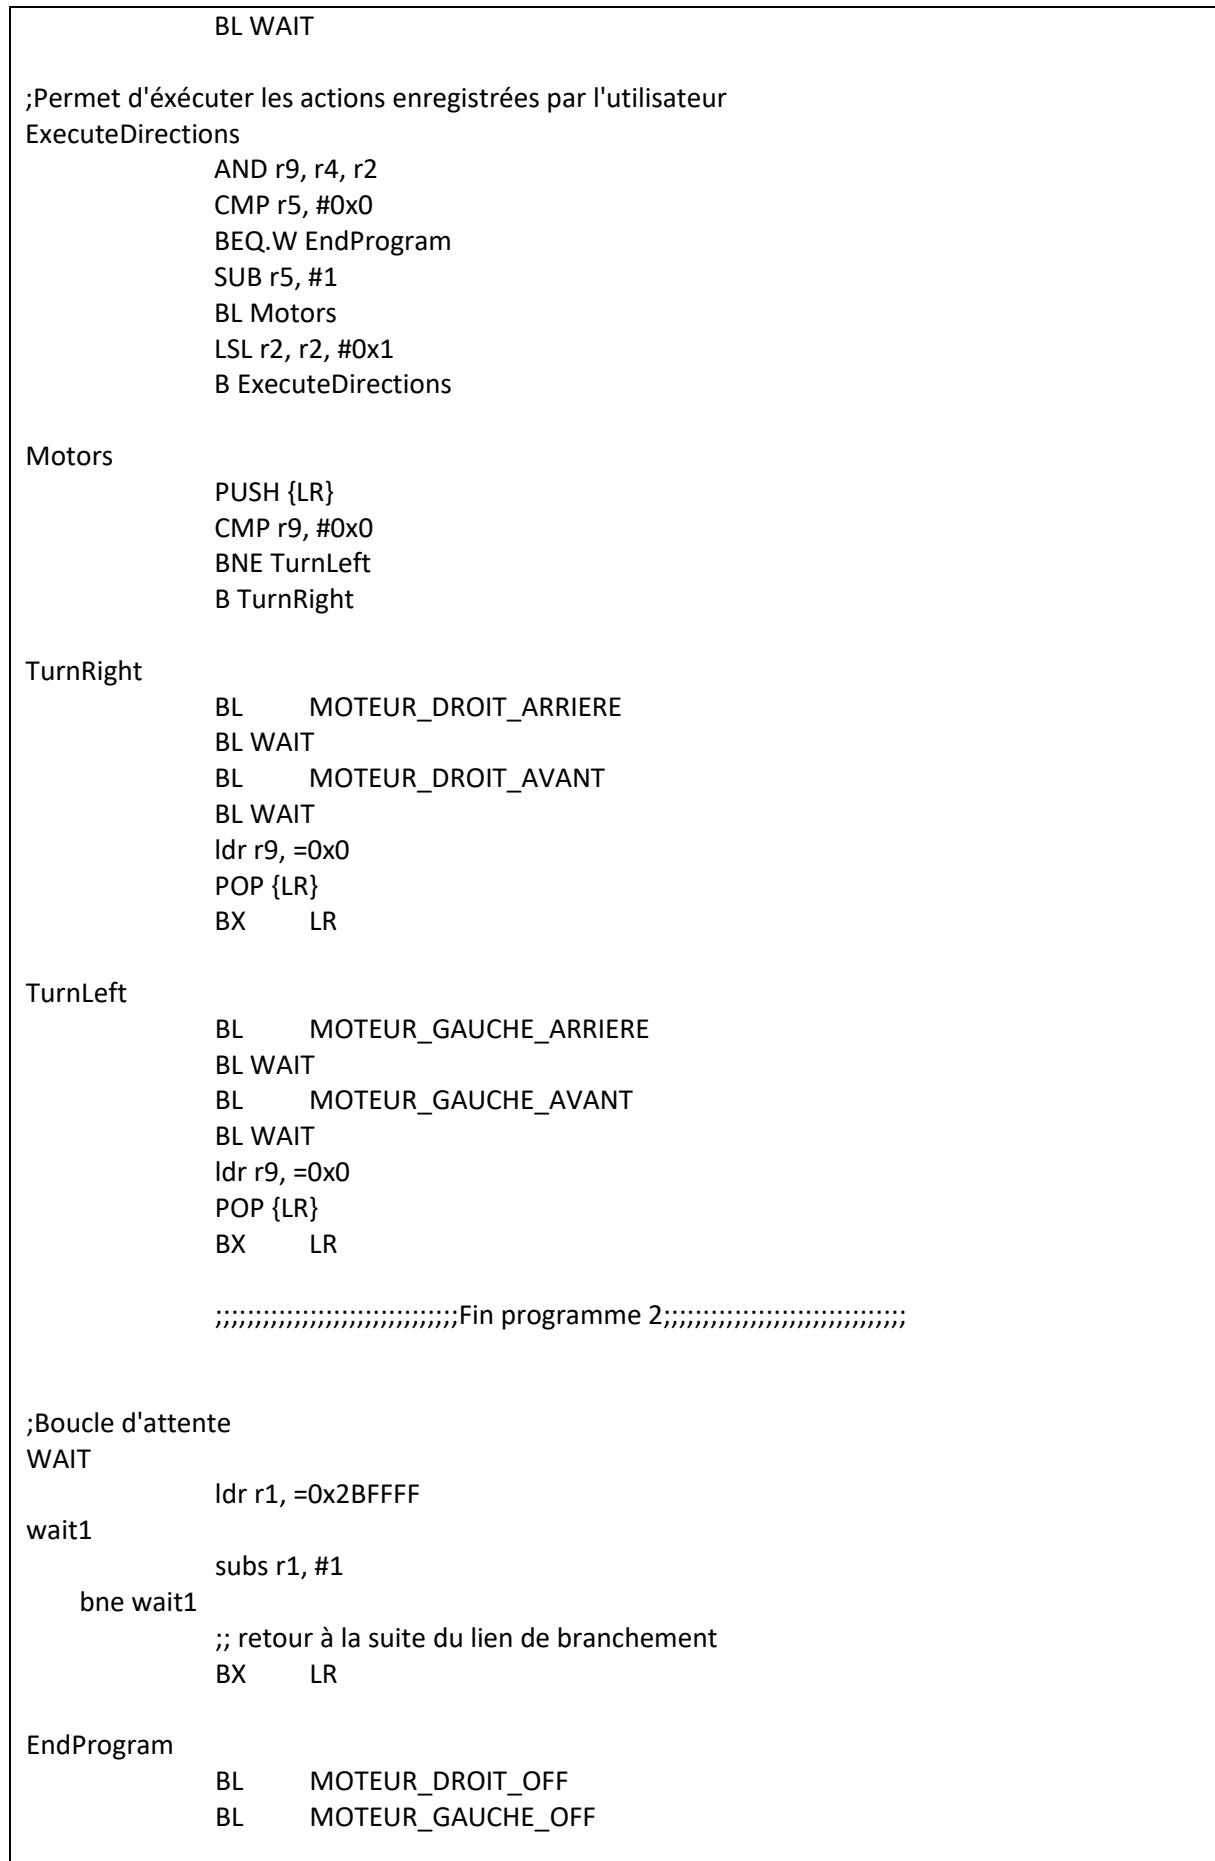 BL WAIT
;Permet d'éxécuter les actions enregistrées par l'utilisateur
ExecuteDirections
AND r9, r4, r2
CMP r5, #0x0
BEQ.W EndProgram
SUB r5, #1
BL Motors
LSL r2, r2, #0x1
B ExecuteDirections
Motors
PUSH {LR}
CMP r9, #0x0
BNE TurnLeft
B TurnRight
TurnRight
BL MOTEUR_DROIT_ARRIERE
BL WAIT
BL MOTEUR_DROIT_AVANT
BL WAIT
ldr r9, =0x0
POP {LR}
BX LR
TurnLeft
BL MOTEUR_GAUCHE_ARRIERE
BL WAIT
BL MOTEUR_GAUCHE_AVANT
BL WAIT
ldr r9, =0x0
POP {LR}
BX LR
;;;;;;;;;;;;;;;;;;;;;;;;;;;;;;;Fin programme 2;;;;;;;;;;;;;;;;;;;;;;;;;;;;;;;
;Boucle d'attente
WAIT
ldr r1, =0x2BFFFF
wait1
subs r1, #1
bne wait1
;; retour à la suite du lien de branchement
BX LR
EndProgram
BL MOTEUR_DROIT_OFF
BL MOTEUR_GAUCHE_OFF